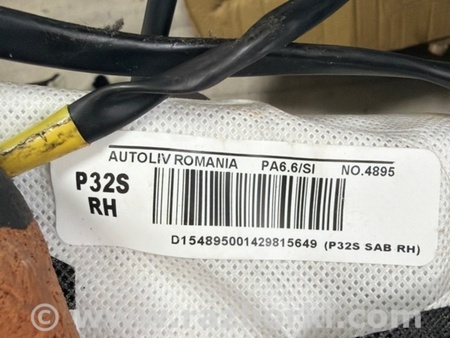 AUTOLIV ROMANIA PA6.6/SI NO.4895
P32S
RH
D154895001429815649 (P32S SAB RH)